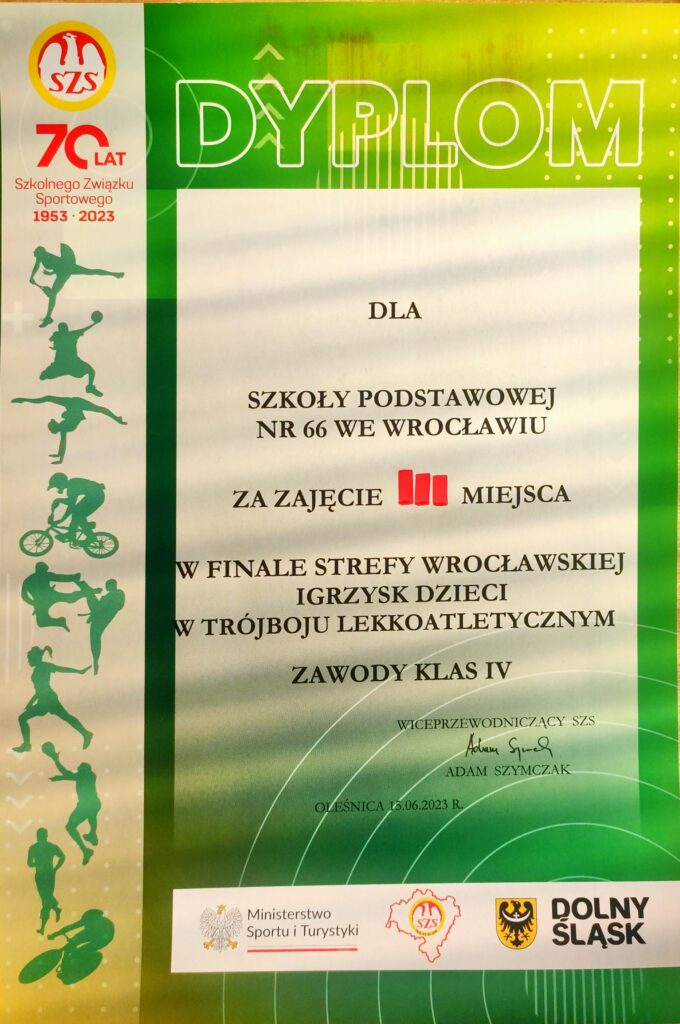 SZS
DYPLOM
70 LAT
Szkolnego Związku
Sportowego
1953 · 2023
DLA
SZKOŁY PODSTAWOWEJ
NR 66 WE WROCŁAWIU
ZA ZAJĘCIE III MIEJSCA
W FINALE STREFY WROCŁAWSKIEJ
IGRZYSK DZIECI
W TRÓJBOJU LEKKOATLETYCZNYM
ZAWODY KLAS IV
WICEPRZEWODNICZĄCY SZS
ADAM SZYMCZAK
OLEŚNICA 15.06.2023 R.
Ministerstwo
Sportu i Turystyki
SZS
DOLNY
ŚLĄSK